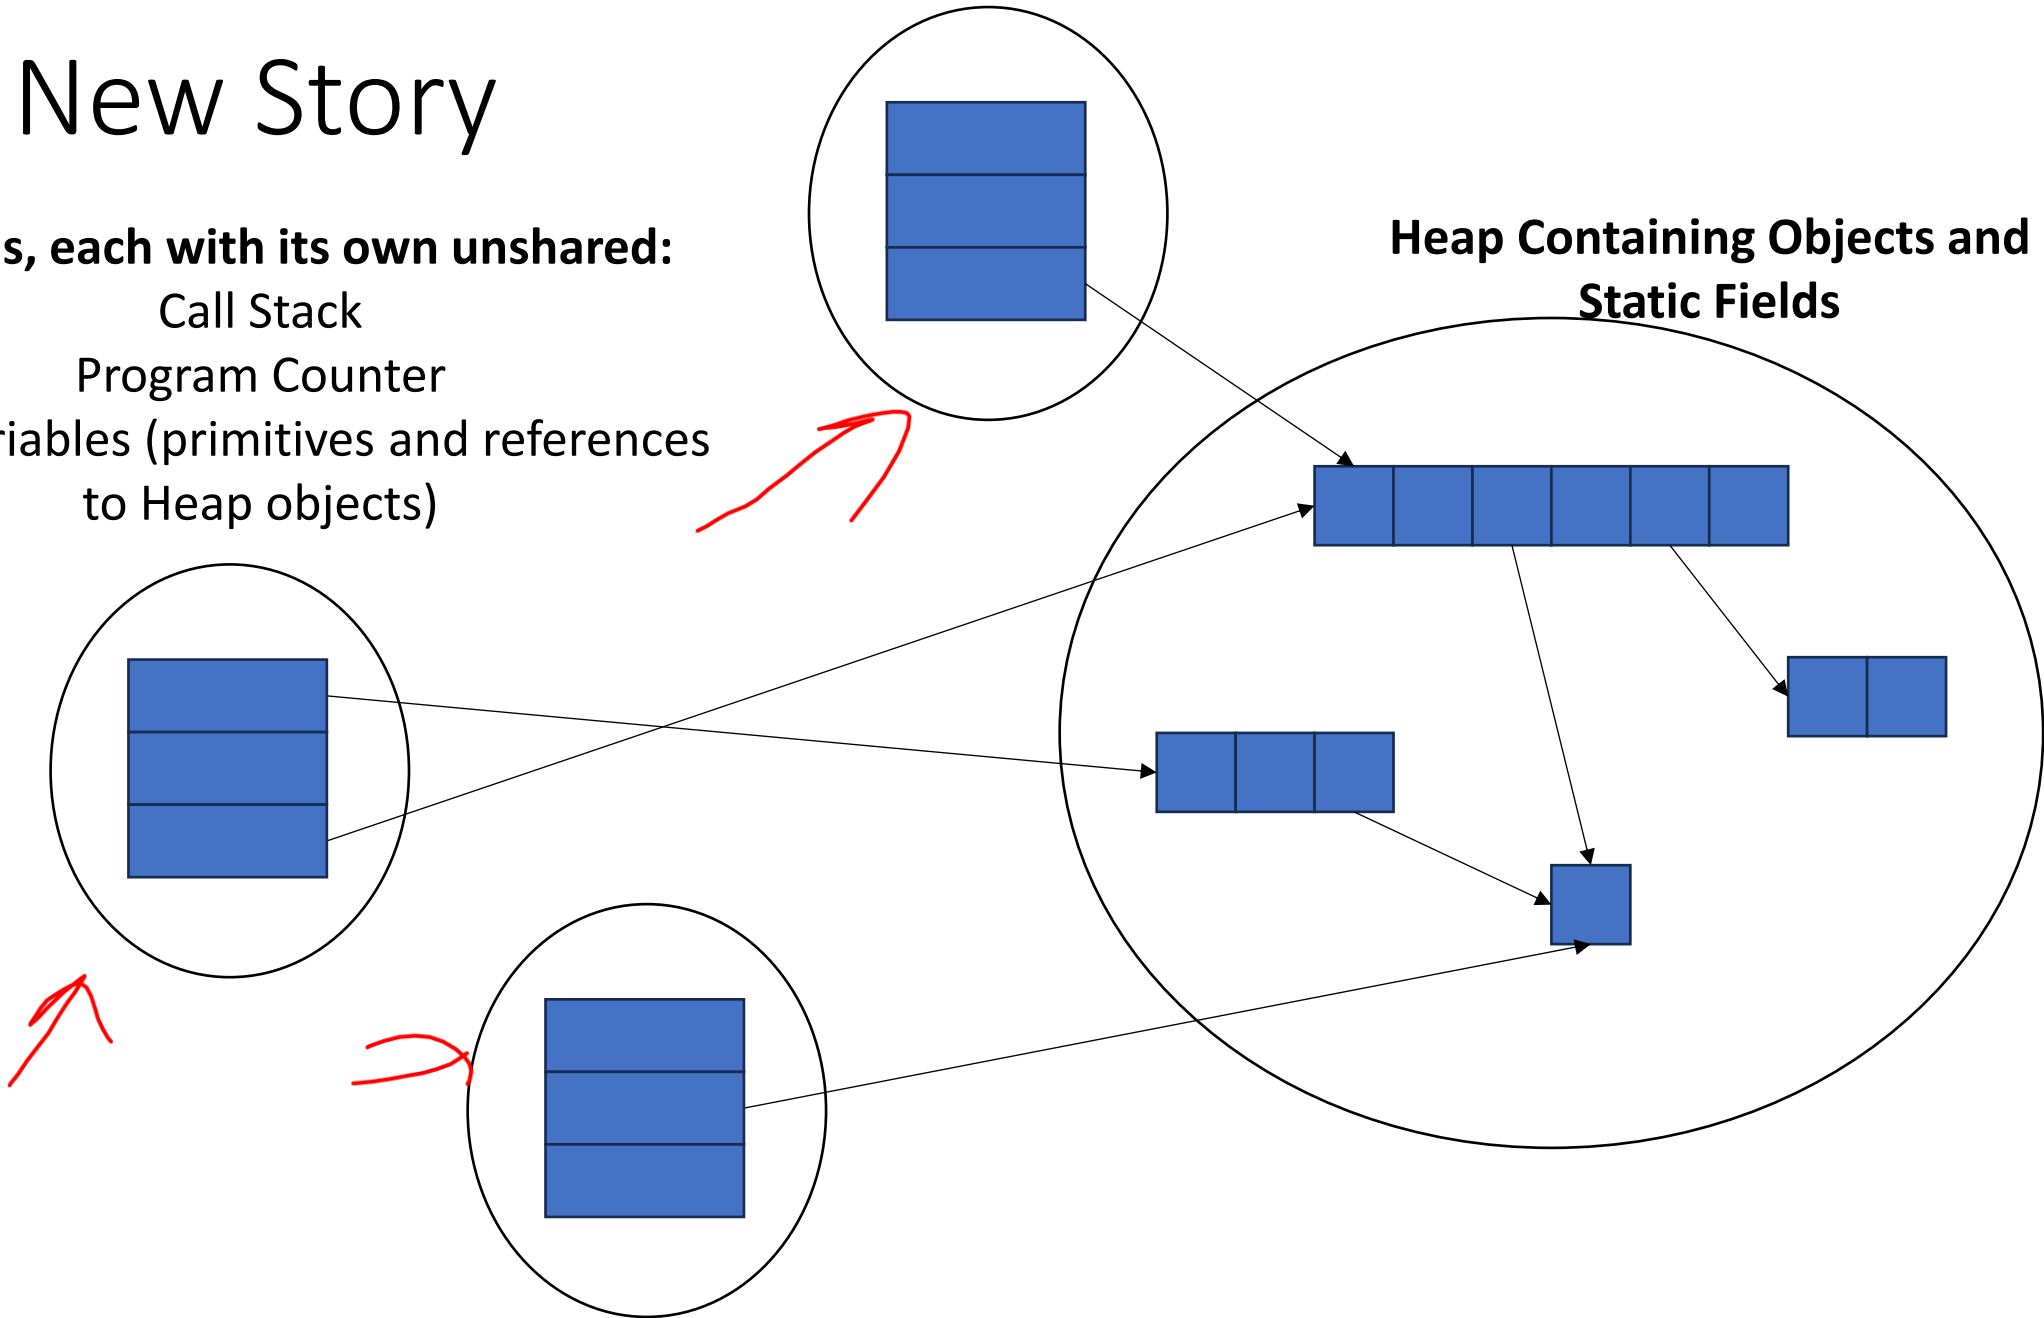 New Story
s, each with its own unshared:
Call Stack
Program Counter
riables (primitives and references
to Heap objects)
Heap Containing Objects and
Static Fields